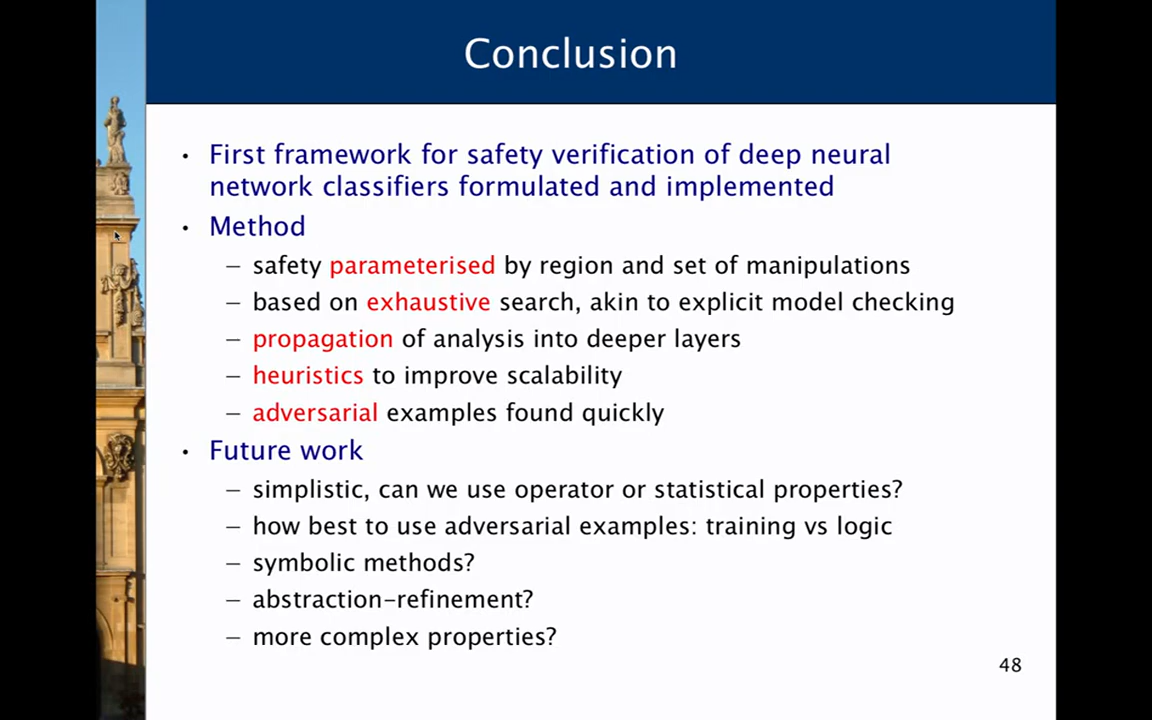 Conclusion
• First framework for safety verification of deep neural
network classifiers formulated and implemented
• Method
– safety parameterised by region and set of manipulations
– based on exhaustive search, akin to explicit model checking
– propagation of analysis into deeper layers
– heuristics to improve scalability
– adversarial examples found quickly
• Future work
– simplistic, can we use operator or statistical properties?
– how best to use adversarial examples: training vs logic
– symbolic methods?
– abstraction-refinement?
– more complex properties?
48